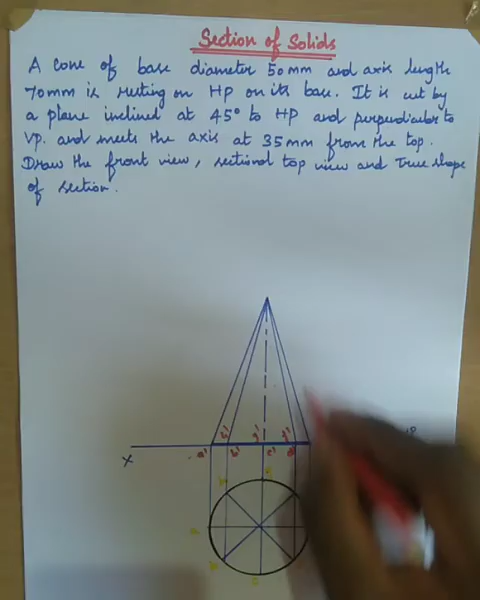 Section of Solids
A cone of base diameter 50mm and axis length
70mm is resting on HP on its base. It is cut by
a plane inclined at 45° to HP and perpendicular to
VP. and meets the axis at 35mm from the top.
Draw the front view, sectional top view and True shape
of section.
h' g' f'
X a' b' c' d'